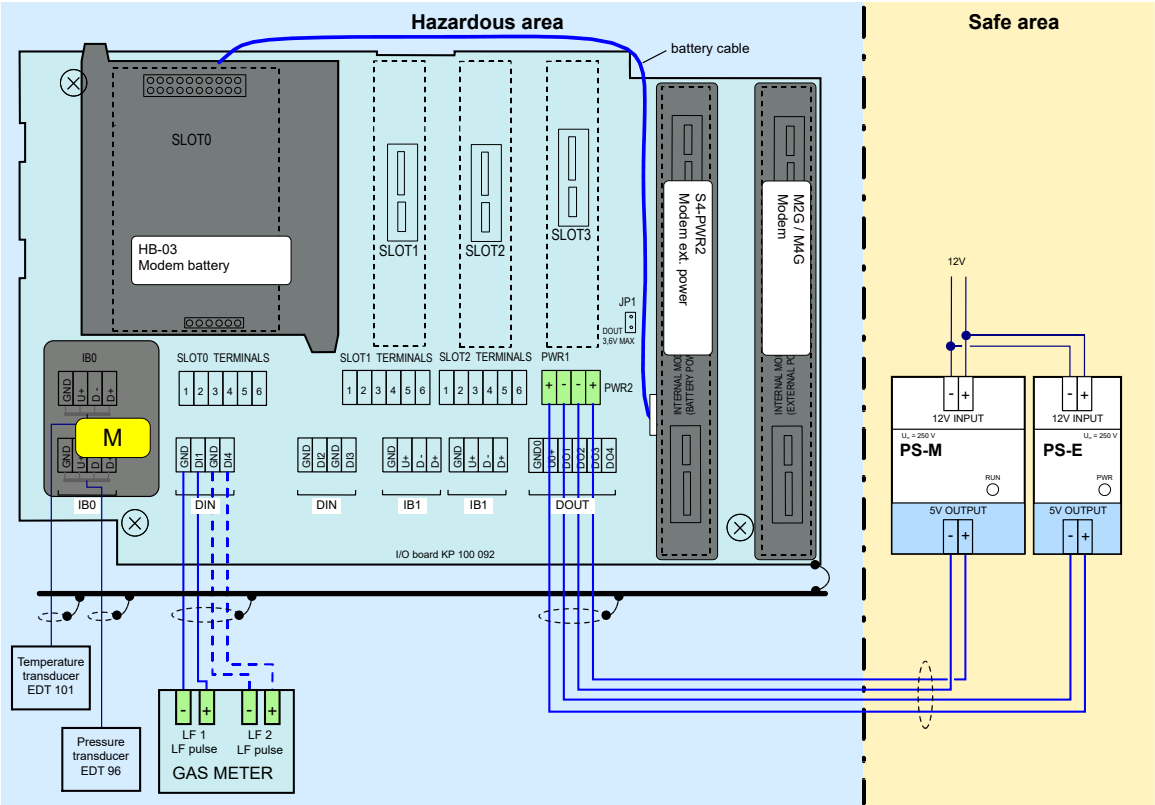 Hazardous area
Safe area
battery cable
SLOT0
HB-03
Modem battery
SLOT1
SLOT2
SLOT3
S4-PWR2
Modem ext. power
M2G / M4G
Modem
JP1
DOUT
3,6V MAX
INTERNAL MO
(BATTERY POW
INTERNAL MO
(EXTERNAL PO
12V
IB0
GND
U+
D-
D+
M
GND
U+
D
D+
IB0
SLOT0 TERMINALS
1 2 3 4 5 6
SLOT1 TERMINALS
1 2 3 4 5 6
SLOT2 TERMINALS
1 2 3 4 5 6
PWR1
+ - - +
PWR2
GND
DI1
GND
DI4
DIN
GND
DI2
GND
DI3
DIN
GND
U+
D-
D+
IB1
GND
U+
D-
D+
IB1
GND0
DO1
DO2
DO3
DO4
DOUT
I/O board KP 100 092
- +
12V INPUT
Um = 250 V
PS-M
RUN
5V OUTPUT
- +
- +
12V INPUT
Um = 250 V
PS-E
PWR
5V OUTPUT
- +
Temperature
transducer
EDT 101
Pressure
transducer
EDT 96
- +
LF 1
LF pulse
- +
LF 2
LF pulse
GAS METER